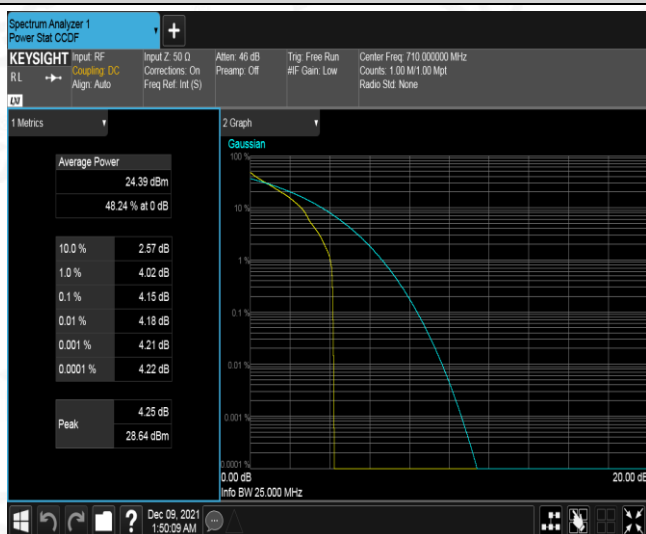 Spectrum Analyzer 1
Power Stat CCDF
+
KEYSIGHT
RL
LXI
Input: RF
Coupling: DC
Align: Auto
Input Z: 50 Ω
Corrections: On
Freq Ref: Int (S)
Atten: 46 dB
Preamp: Off
Trig: Free Run
#IF Gain: Low
Center Freq: 710.000000 MHz
Counts: 1.00 M/1.00 Mpt
Radio Std: None
1 Metrics
Average Power
24.39 dBm
48.24 % at 0 dB
10.0 % 2.57 dB
1.0 % 4.02 dB
0.1 % 4.15 dB
0.01 % 4.18 dB
0.001 % 4.21 dB
0.0001 % 4.22 dB
Peak
4.25 dB
28.64 dBm
2 Graph
Gaussian
100 %
10 %
1 %
0.1 %
0.01 %
0.001 %
0.0001 %
0.00 dB
20.00 dB
Info BW 25.000 MHz
?
Dec 09, 2021
1:50:09 AM